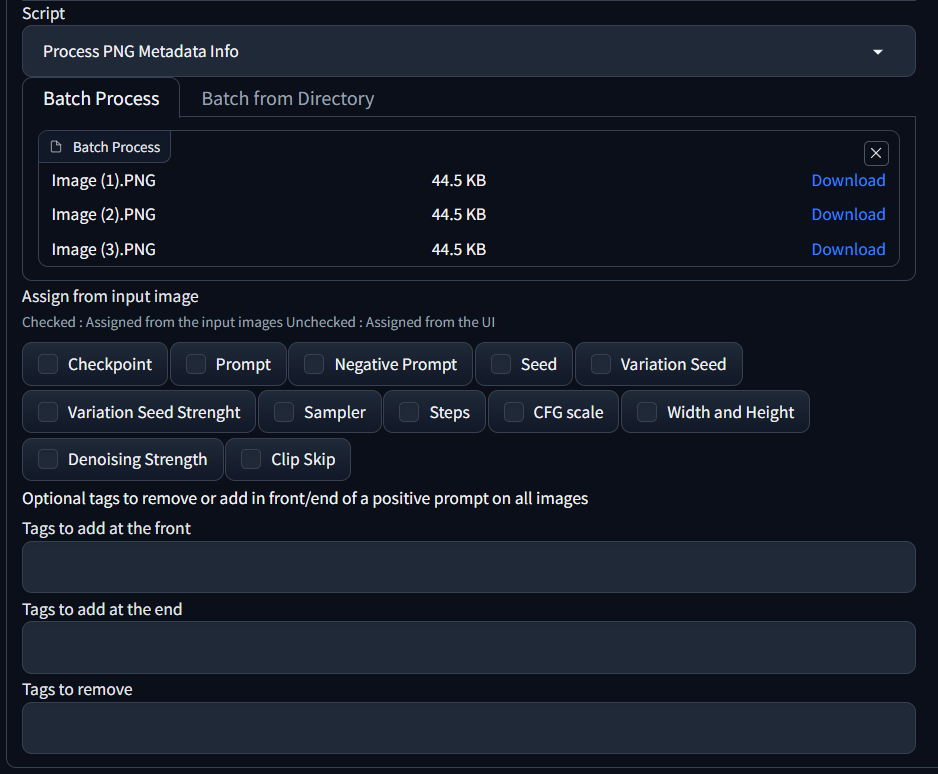 Script
Process PNG Metadata Info
Batch Process Batch from Directory
Batch Process
Image (1).PNG 44.5 KB Download
Image (2).PNG 44.5 KB Download
Image (3).PNG 44.5 KB Download
Assign from input image
Checked : Assigned from the input images Unchecked : Assigned from the UI
Checkpoint Prompt Negative Prompt Seed Variation Seed
Variation Seed Strenght Sampler Steps CFG scale Width and Height
Denoising Strength Clip Skip
Optional tags to remove or add in front/end of a positive prompt on all images
Tags to add at the front
Tags to add at the end
Tags to remove